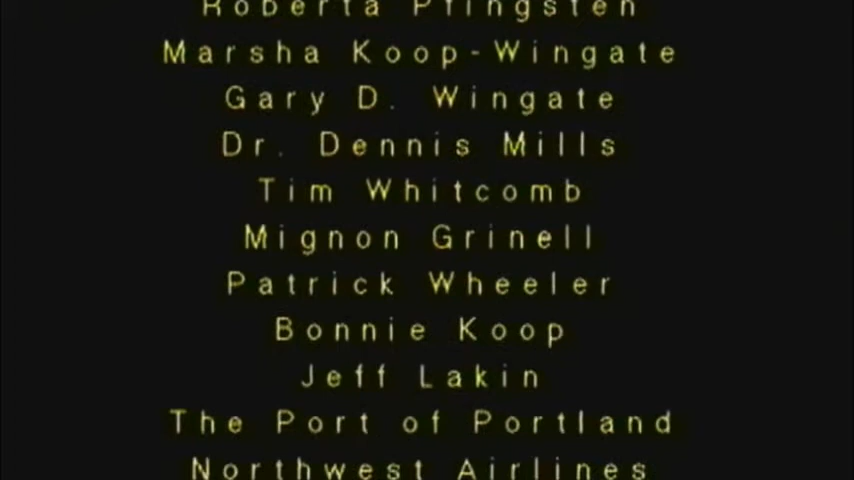 Roberta Pfingsten
Marsha Koop-Wingate
Gary D. Wingate
Dr. Dennis Mills
Tim Whitcomb
Mignon Grinell
Patrick Wheeler
Bonnie Koop
Jeff Lakin
The Port of Portland
Northwest Airlines